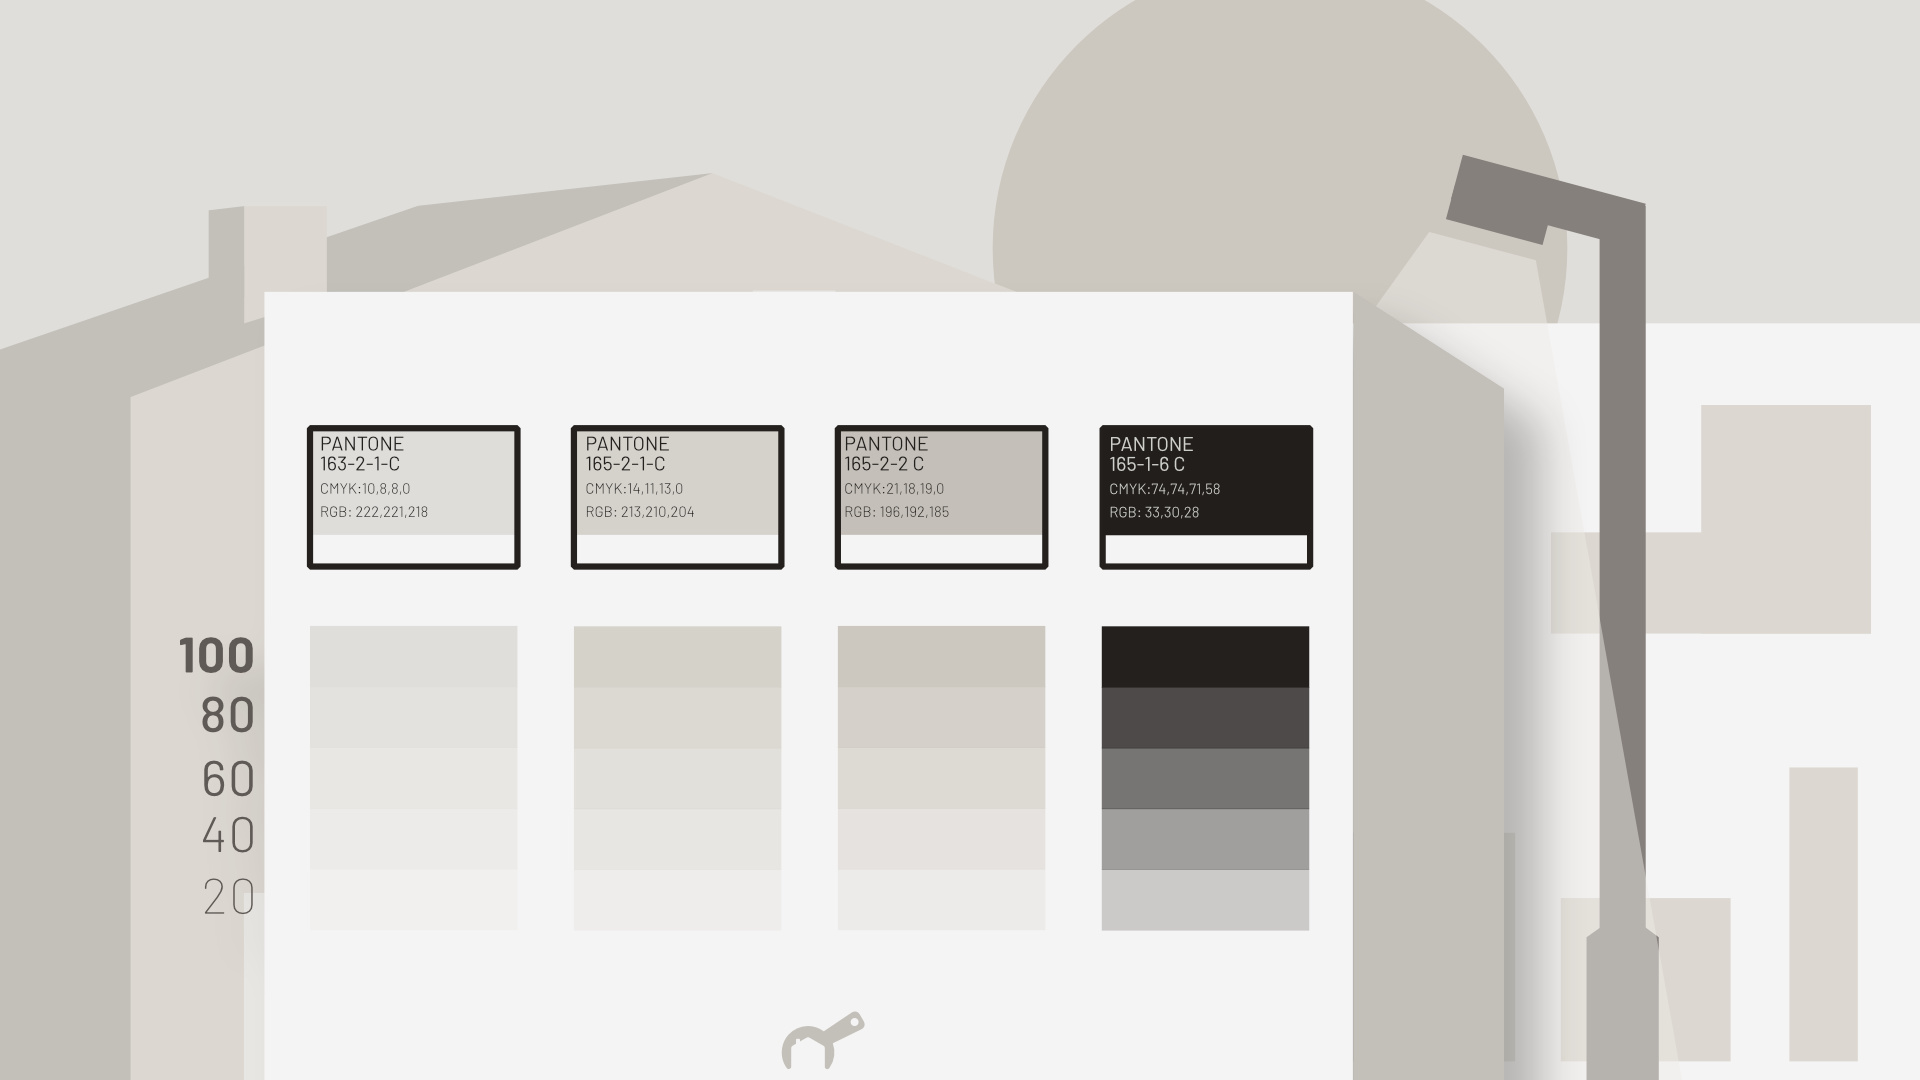 PANTONE
163-2-1-C
CMYK:10,8,8,0
RGB: 222,221,218
PANTONE
165-2-1-C
CMYK:14,11,13,0
RGB: 213,210,204
PANTONE
165-2-2 C
CMYK:21,18,19,0
RGB: 196,192,185
PANTONE
165-1-6 C
CMYK:74,74,71,58
RGB: 33,30,28
100
80
60
40
20